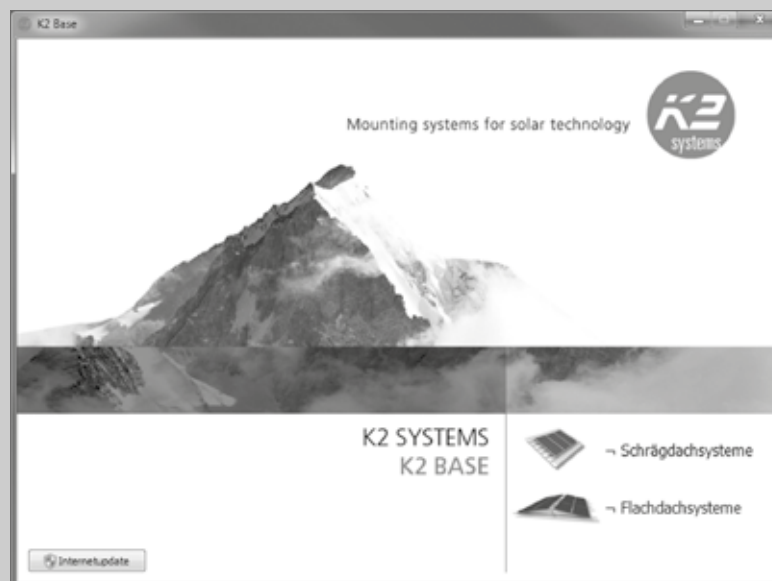 K2 Base
Mounting systems for solar technology
K2
systems
K2 SYSTEMS
K2 BASE
¬ Schrägdachsysteme
¬ Flachdachsysteme
Internetupdate